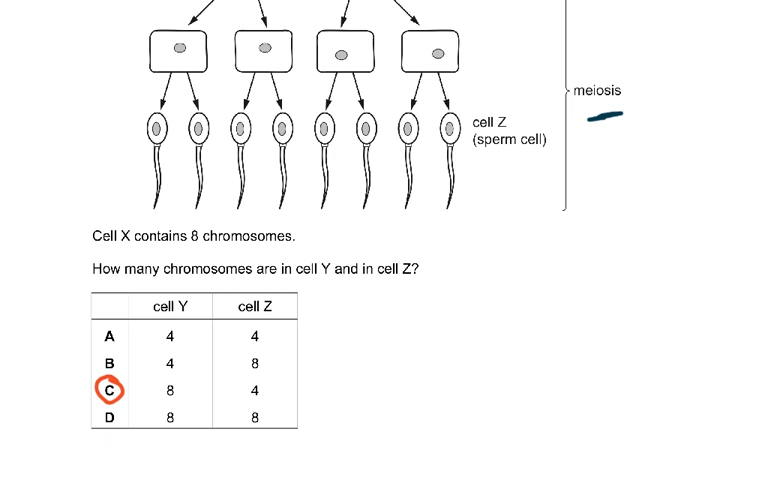 meiosis
cell Z
(sperm cell)
Cell X contains 8 chromosomes.
How many chromosomes are in cell Y and in cell Z?
cell Y cell Z
A 4 4
B 4 8
C 8 4
D 8 8